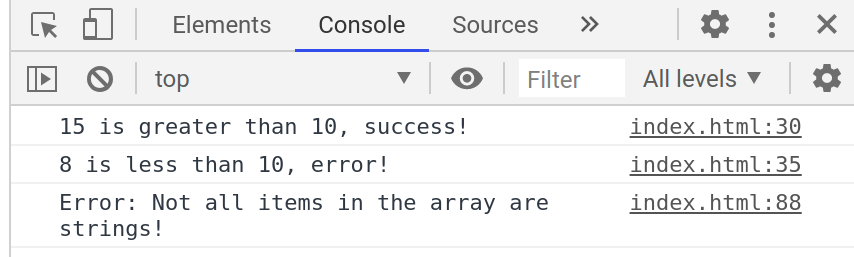 Elements Console Sources
top Filter All levels
15 is greater than 10, success! index.html:30
8 is less than 10, error! index.html:35
Error: Not all items in the array are index.html:88
strings!